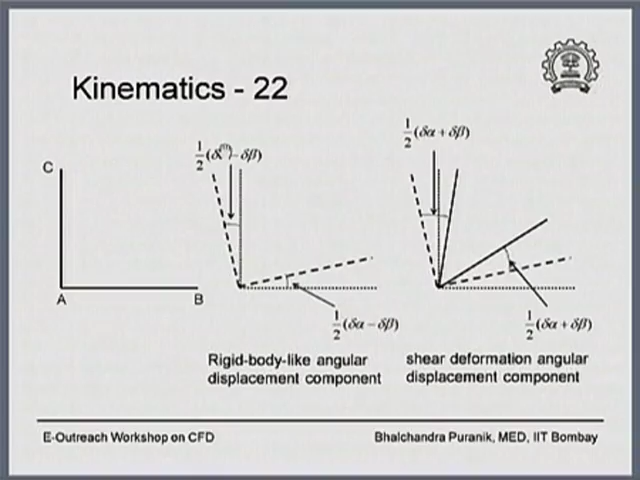 Kinematics - 22
½(δα + δβ)
C
½(δ - δβ)
A
B
½(δα - δβ)
½(δα + δβ)
Rigid-body-like angular
displacement component
shear deformation angular
displacement component
E-Outreach Workshop on CFD
Bhalchandra Puranik, MED, IIT Bombay